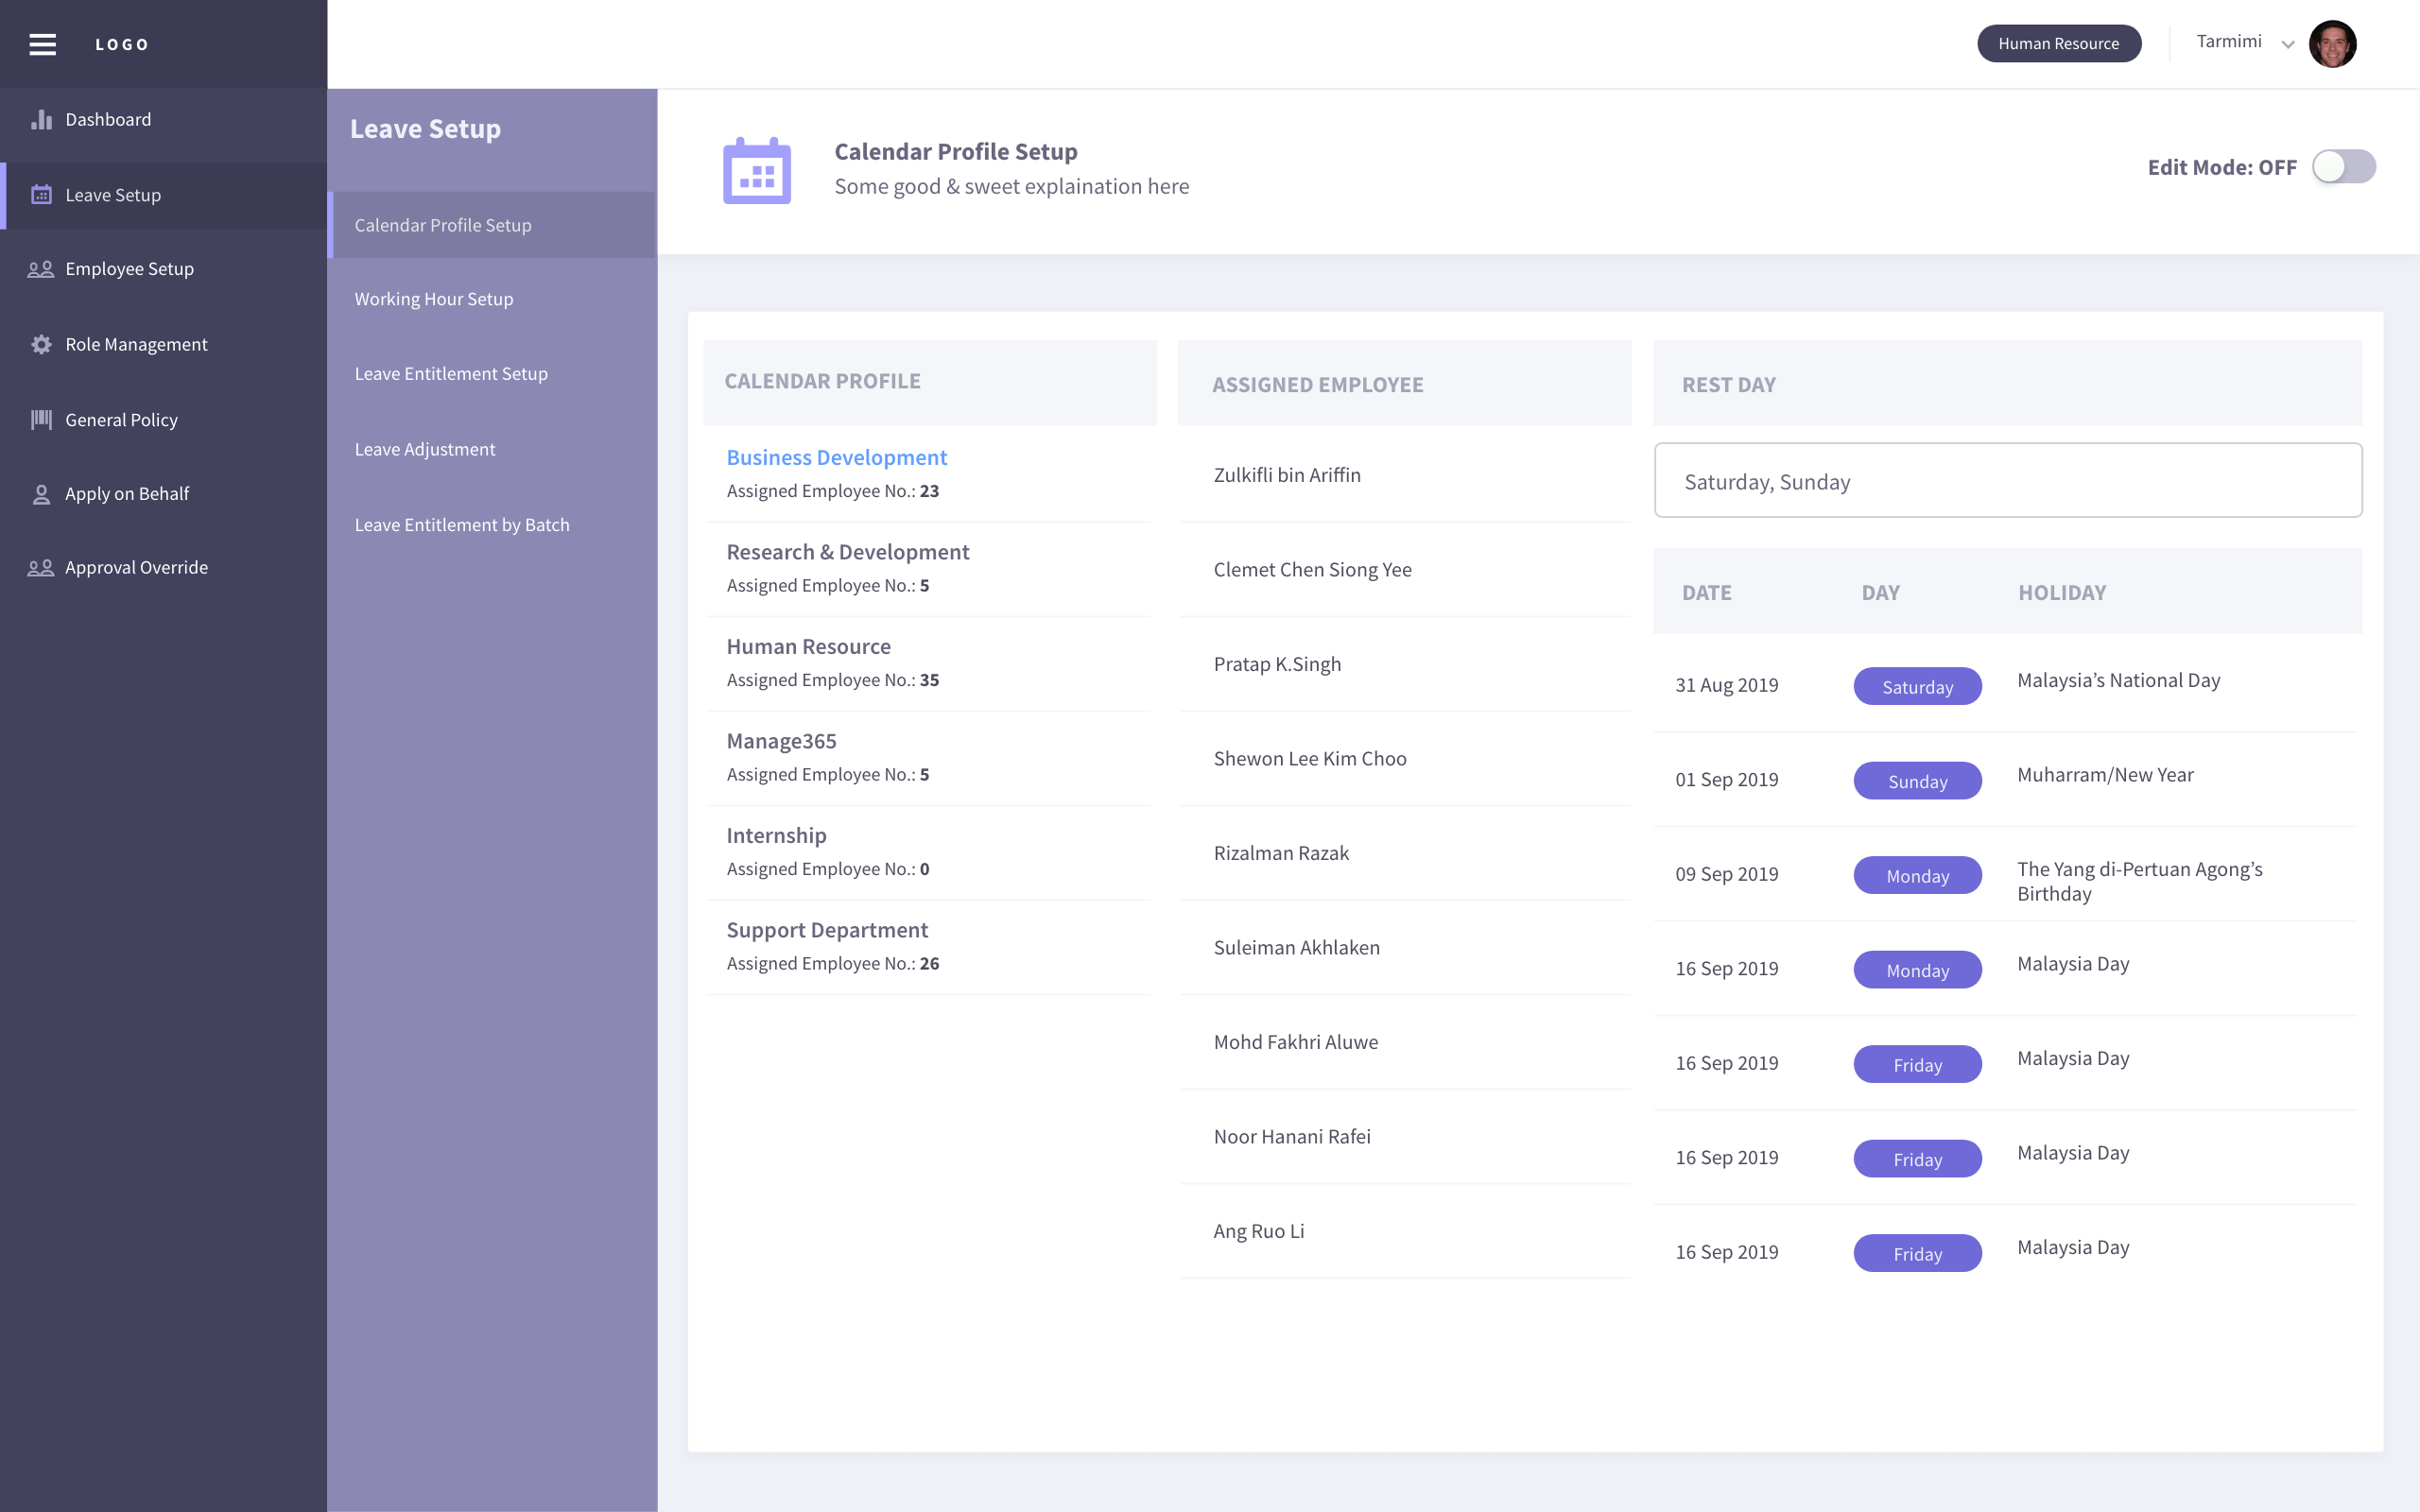 LOGO
Human Resource
Tarmimi
Dashboard
Leave Setup
Employee Setup
Role Management
General Policy
Apply on Behalf
Approval Override
Leave Setup
Calendar Profile Setup
Working Hour Setup
Leave Entitlement Setup
Leave Adjustment
Leave Entitlement by Batch
Calendar Profile Setup
Some good & sweet explaination here
Edit Mode: OFF
CALENDAR PROFILE
Business Development
Assigned Employee No.: 23
Research & Development
Assigned Employee No.: 5
Human Resource
Assigned Employee No.: 35
Manage365
Assigned Employee No.: 5
Internship
Assigned Employee No.: 0
Support Department
Assigned Employee No.: 26
ASSIGNED EMPLOYEE
Zulkifli bin Ariffin
Clemet Chen Siong Yee
Pratap K.Singh
Shewon Lee Kim Choo
Rizalman Razak
Suleiman Akhlaken
Mohd Fakhri Aluwe
Noor Hanani Rafei
Ang Ruo Li
REST DAY
Saturday, Sunday
DATE DAY HOLIDAY
31 Aug 2019 Saturday Malaysia’s National Day
01 Sep 2019 Sunday Muharram/New Year
09 Sep 2019 Monday The Yang di-Pertuan Agong’s
Birthday
16 Sep 2019 Monday Malaysia Day
16 Sep 2019 Friday Malaysia Day
16 Sep 2019 Friday Malaysia Day
16 Sep 2019 Friday Malaysia Day